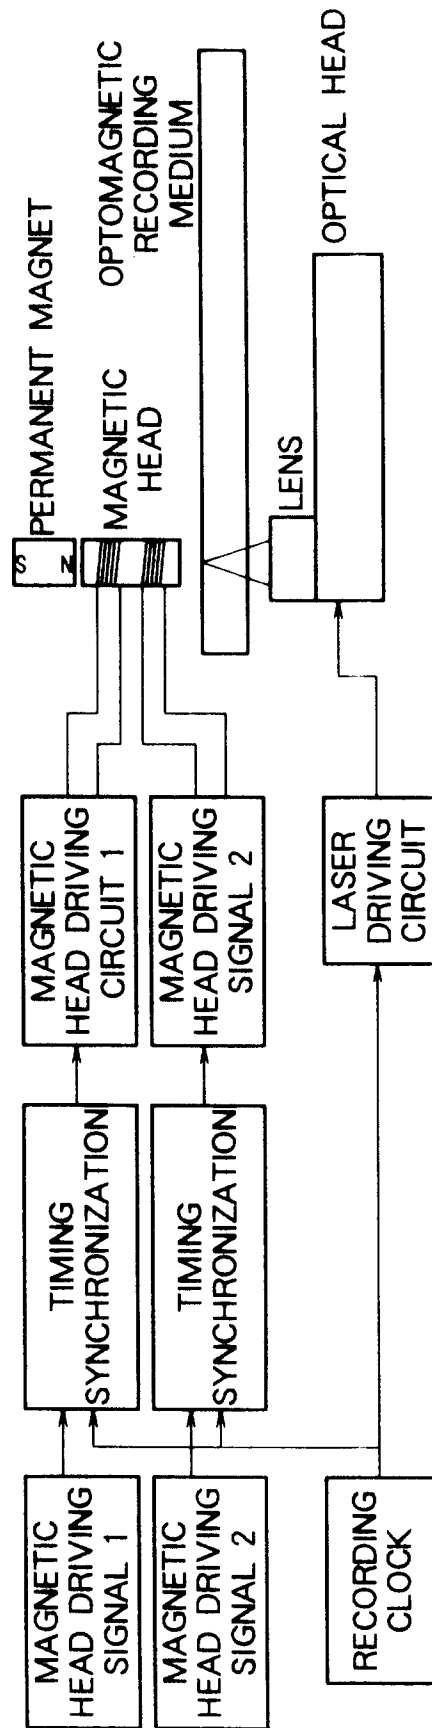 MAGNETIC
HEAD DRIVING
SIGNAL 1
TIMING
SYNCHRONIZATION
MAGNETIC
HEAD DRIVING
CIRCUIT 1
S N
PERMANENT MAGNET
MAGNETIC
HEAD
OPTOMAGNETIC
RECORDING
MEDIUM
MAGNETIC
HEAD DRIVING
SIGNAL 2
TIMING
SYNCHRONIZATION
MAGNETIC
HEAD DRIVING
SIGNAL 2
RECORDING
CLOCK
LASER
DRIVING
CIRCUIT
LENS
OPTICAL HEAD